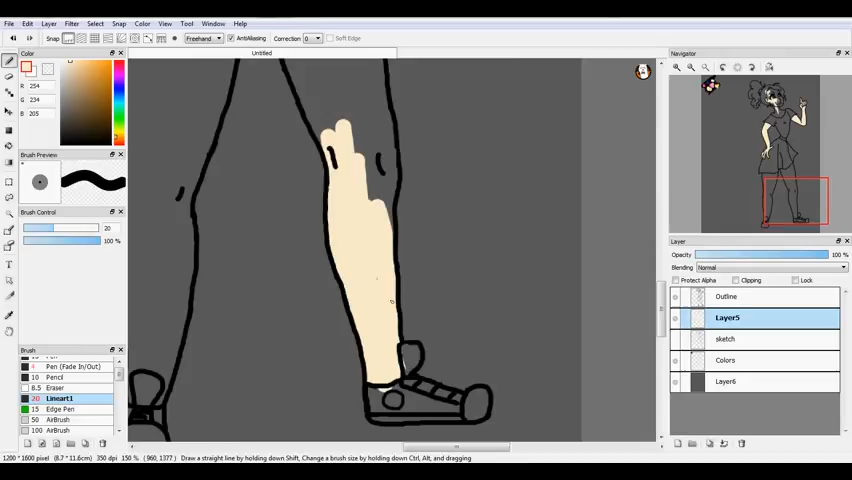 File Edit Layer Filter Select Snap Color View Tool Window Help
Snap Freehand AntiAliasing Correction 0 Soft Edge
Color
Untitled
Navigator
R 254
G 234
B 205
Brush Preview
Brush Control
20
100 %
Layer
Opacity 100 %
Blending Normal
Protect Alpha Clipping Lock
Outline
Layer5
sketch
Colors
Layer6
Brush
4 Pen (Fade In/Out)
10 Pencil
8.5 Eraser
20 Lineart1
15 Edge Pen
50 AirBrush
100 AirBrush
1200 * 1600 pixel (8.7 * 11.6cm) 350 dpi 150 % ( 960, 1377) Draw a straight line by holding down Shift, Change a brush size by holding down Ctrl, Alt, and dragging